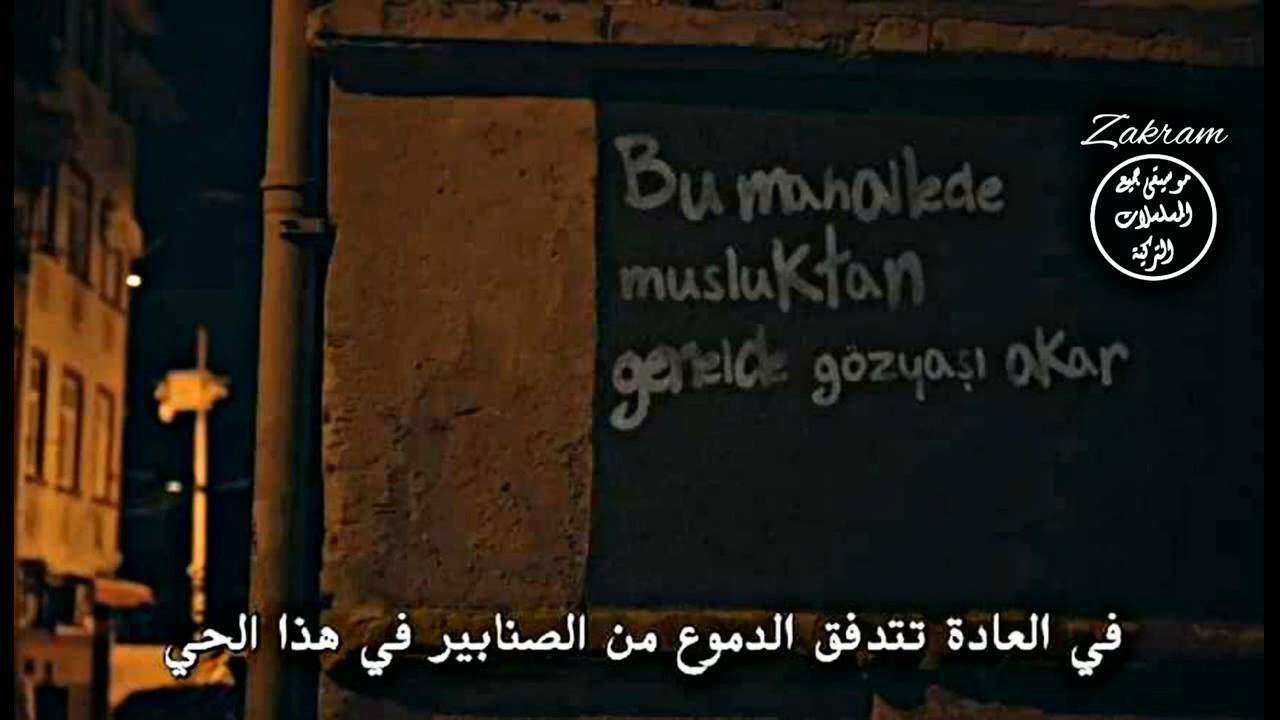 Bu mahallede
musluktan
genelde gözyaşı akar
Zakram
موسيقى جميع
المسلسلات
التركية
في العادة تتدفق الدموع من الصنابير في هذا الحي